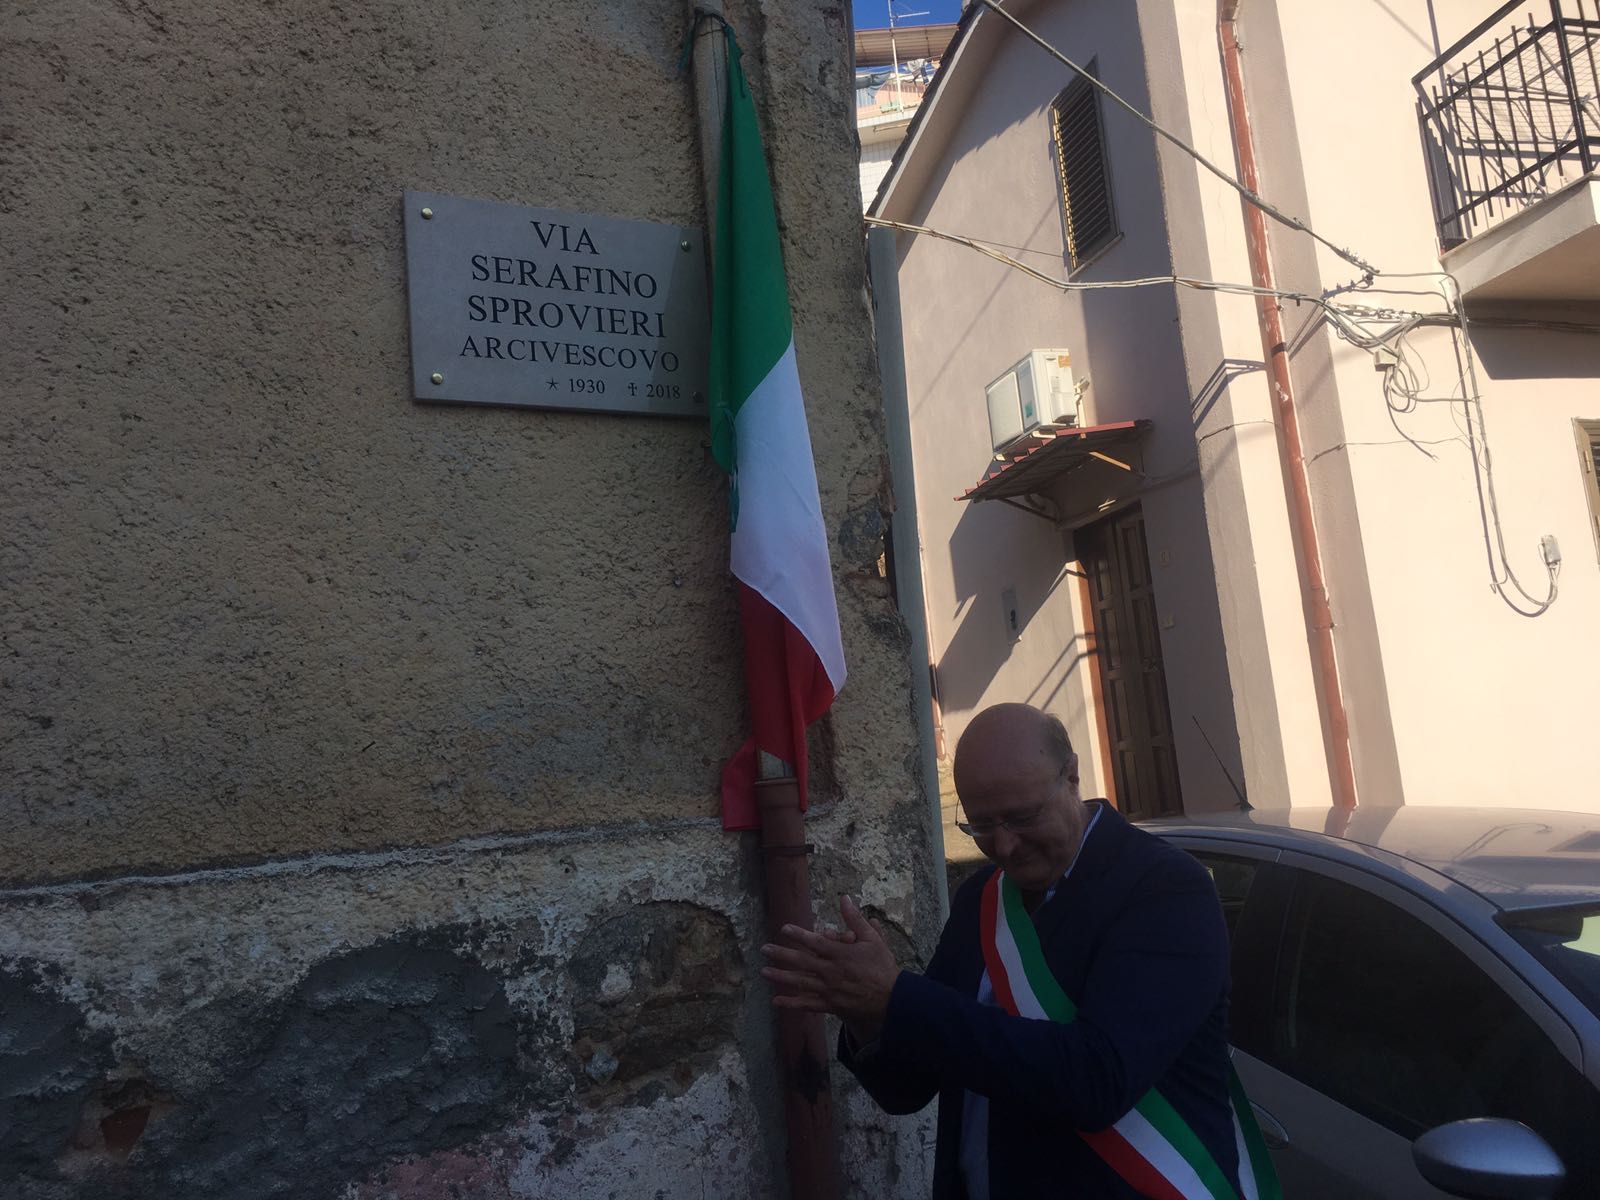 VIA
SERAFINO
SPROVIERI
ARCIVESCOVO
★ 1930 ✝ 2018